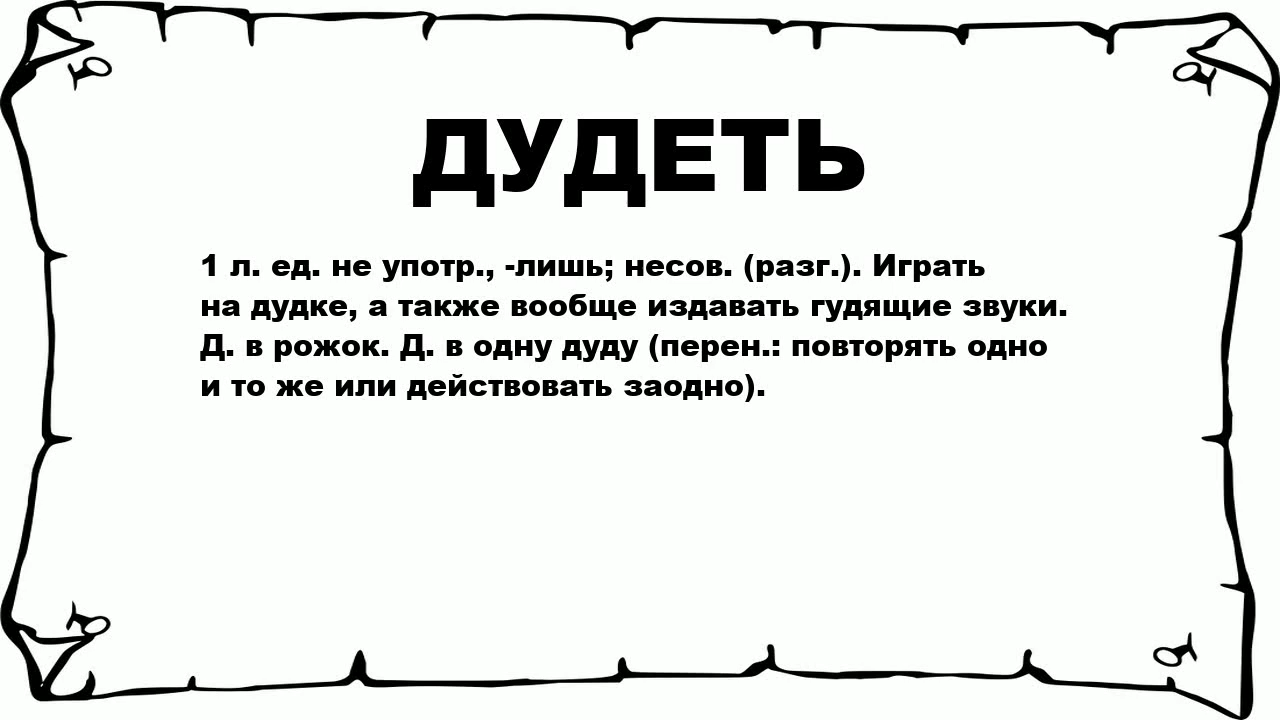 ДУДЕТЬ
1 л. ед. не употр., -лишь; несов. (разг.). Играть
на дудке, а также вообще издавать гудящие звуки.
Д. в рожок. Д. в одну дуду (перен.: повторять одно
и то же или действовать заодно).